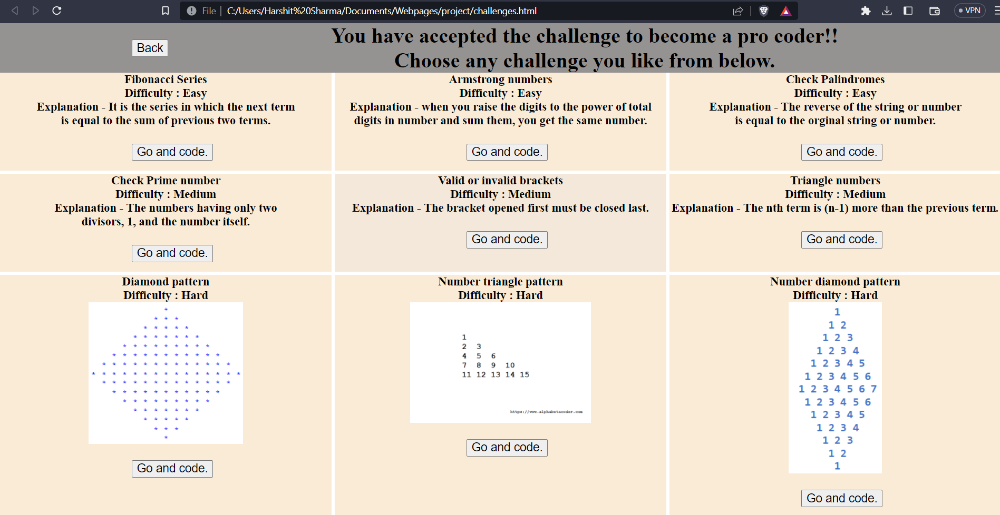 File C:/Users/Harshit%20Sharma/Documents/Webpages/project/challenges.html
VPN
Back
You have accepted the challenge to become a pro coder!!
Choose any challenge you like from below.
Fibonacci Series
Difficulty : Easy
Explanation - It is the series in which the next term
is equal to the sum of previous two terms.
Go and code.
Armstrong numbers
Difficulty : Easy
Explanation - when you raise the digits to the power of total
digits in number and sum them, you get the same number.
Go and code.
Check Palindromes
Difficulty : Easy
Explanation - The reverse of the string or number
is equal to the orginal string or number.
Go and code.
Check Prime number
Difficulty : Medium
Explanation - The numbers having only two
divisors, 1, and the number itself.
Go and code.
Valid or invalid brackets
Difficulty : Medium
Explanation - The bracket opened first must be closed last.
Go and code.
Triangle numbers
Difficulty : Medium
Explanation - The nth term is (n-1) more than the previous term.
Go and code.
Diamond pattern
Difficulty : Hard
*
* * *
* * * * *
* * * * * * *
* * * * * * * * *
* * * * * * * * * * *
* * * * * * * * * * * * *
* * * * * * * * * * * * * * *
* * * * * * * * * * * * *
* * * * * * * * * * *
* * * * * * * * *
* * * * * * *
* * * * *
* * *
*
Go and code.
Number triangle pattern
Difficulty : Hard
1
2 3
4 5 6
7 8 9 10
11 12 13 14 15
https://www.alphabetacoder.com
Go and code.
Number diamond pattern
Difficulty : Hard
1
1 2
1 2 3
1 2 3 4
1 2 3 4 5
1 2 3 4 5 6
1 2 3 4 5 6 7
1 2 3 4 5 6
1 2 3 4 5
1 2 3 4
1 2 3
1 2
1
Go and code.